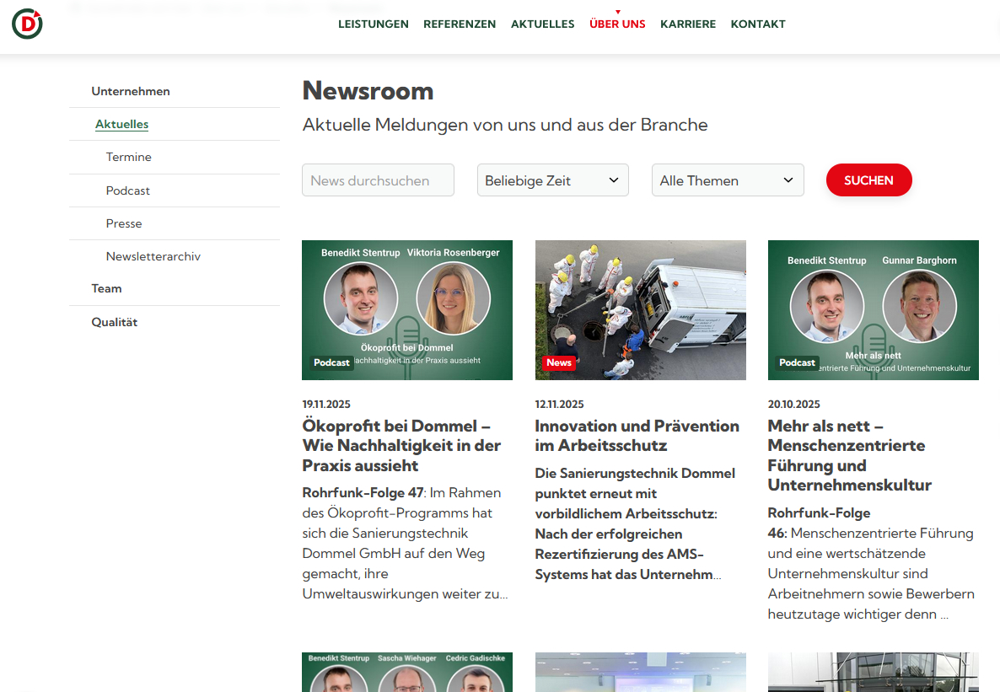 D
LEISTUNGEN REFERENZEN AKTUELLES ÜBER UNS KARRIERE KONTAKT
Unternehmen
Aktuelles
Termine
Podcast
Presse
Newsletterarchiv
Team
Qualität
Newsroom
Aktuelle Meldungen von uns und aus der Branche
News durchsuchen Beliebige Zeit Alle Themen SUCHEN
Benedikt Stentrup Viktoria Rosenberger
Ökoprofit bei Dommel
Nachhaltigkeit in der Praxis aussieht
Podcast
19.11.2025
Ökoprofit bei Dommel –
Wie Nachhaltigkeit in der
Praxis aussieht
Rohrfunk-Folge 47: Im Rahmen
des Ökoprofit-Programms hat
sich die Sanierungstechnik
Dommel GmbH auf den Weg
gemacht, ihre
Umweltauswirkungen weiter zu...
News
12.11.2025
Innovation und Prävention
im Arbeitsschutz
Die Sanierungstechnik Dommel
punktet erneut mit
vorbildlichem Arbeitsschutz:
Nach der erfolgreichen
Rezertifizierung des AMS-
Systems hat das Unternehm...
Benedikt Stentrup Gunnar Barghorn
Mehr als nett
entrierte Führung und Unternehmenskultur
Podcast
20.10.2025
Mehr als nett –
Menschenzentrierte
Führung und
Unternehmenskultur
Rohrfunk-Folge
46: Menschenzentrierte Führung
und eine wertschätzende
Unternehmenskultur sind
Arbeitnehmern sowie Bewerbern
heutzutage wichtiger denn ...
Benedikt Stentrup Sascha Wiehager Cedric Gadischke